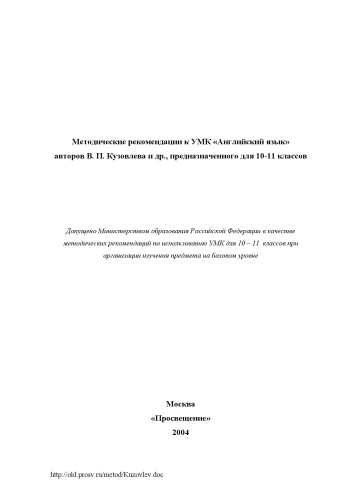 Методические рекомендации к УМК «Английский язык»
авторов В. П. Кузовлева и др., предназначенного для 10-11 классов
Допущено Министерством образования Российской Федерации в качестве
методических рекомендаций по использованию УМК для 10 – 11 классов при
организации изучения предмета на базовом уровне
Москва
«Просвещение»
2004
http://old.prosv.ru/metod/Kuzovlev.doc